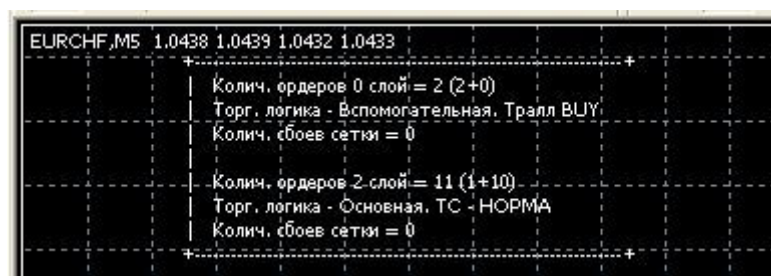 EURCHF,M5 1.0438 1.0439 1.0432 1.0433
+------------------------------------------------------------+
| Колич. ордеров 0 слой = 2 (2+0)
| Торг. логика - Вспомогательная. Тралл BUY
| Колич. сбоев сетки = 0
|
| Колич. ордеров 2 слой = 11 (1+10)
| Торг. логика - Основная. ТС - НОРМА
| Колич. сбоев сетки = 0
+------------------------------------------------------------+